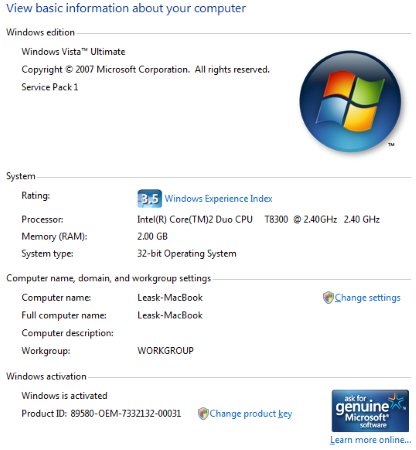 View basic information about your computer
Windows edition
Windows Vista™ Ultimate
Copyright © 2007 Microsoft Corporation. All rights reserved.
Service Pack 1
TM
System
Rating: 3.5 Windows Experience Index
Processor: Intel(R) Core(TM)2 Duo CPU T8300 @ 2.40GHz 2.40 GHz
Memory (RAM): 2.00 GB
System type: 32-bit Operating System
Computer name, domain, and workgroup settings
Computer name: Leask-MacBook Change settings
Full computer name: Leask-MacBook
Computer description:
Workgroup: WORKGROUP
Windows activation
Windows is activated
Product ID: 89580-OEM-7332132-00031 Change product key
ask for
genuine
Microsoft
software
Learn more online...